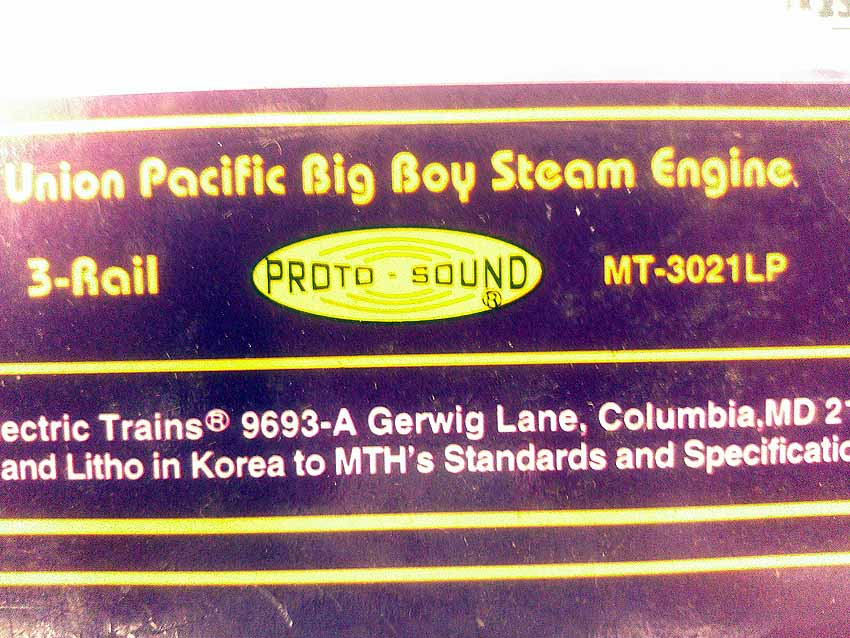 Union Pacific Big Boy Steam Engine
3-Rail PROTO - SOUND ® MT-3021LP
ectric Trains® 9693-A Gerwig Lane, Columbia,MD 21
and Litho in Korea to MTH's Standards and Specificatio